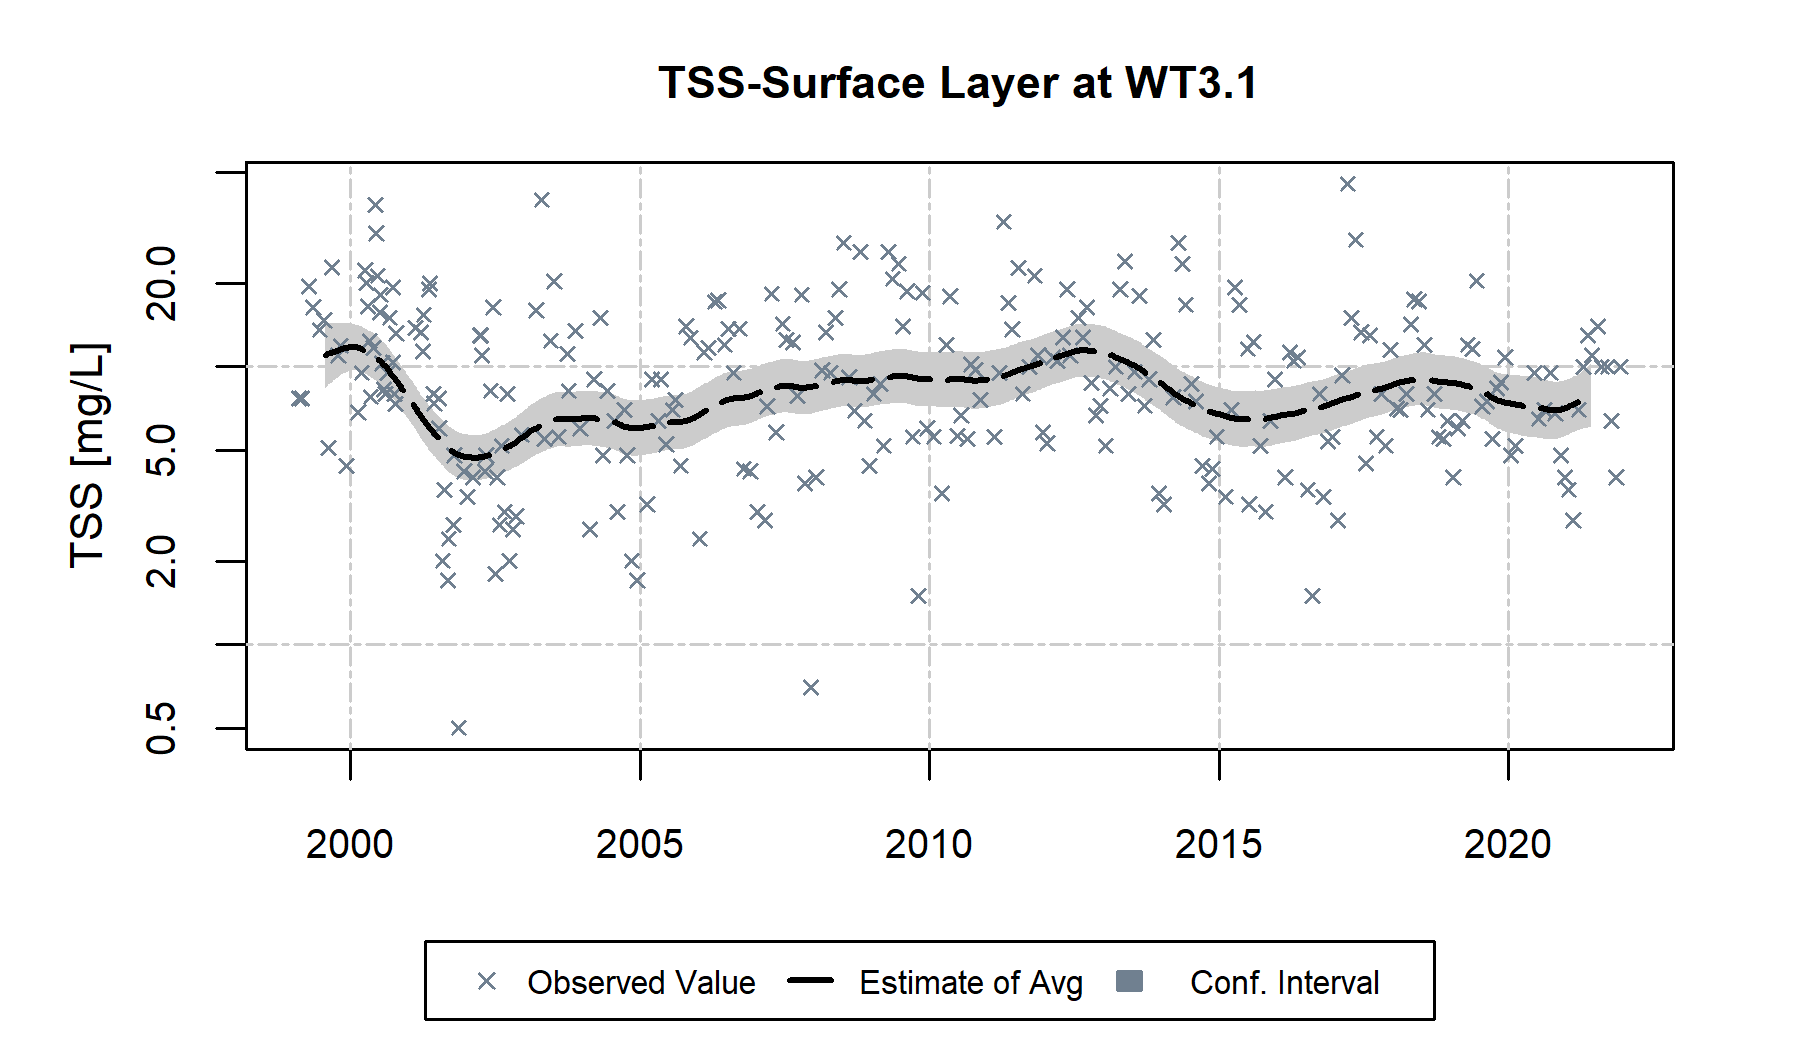 TSS-Surface Layer at WT3.1
TSS [mg/L]
20.0
5.0
2.0
0.5
2000 2005 2010 2015 2020
Observed Value Estimate of Avg Conf. Interval